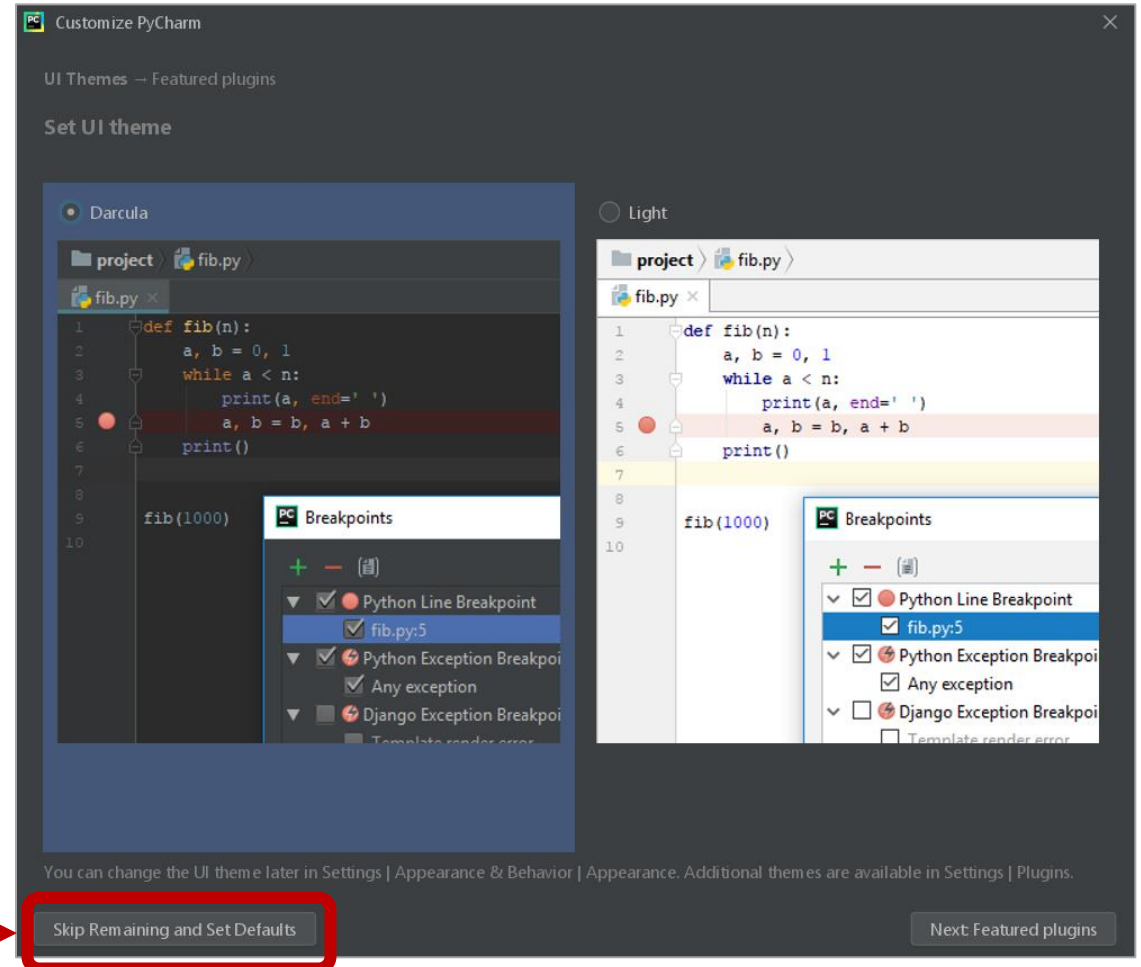 PC Customize PyCharm
UI Themes → Featured plugins
Set UI theme
Darcula
project fib.py
fib.py
1 def fib(n):
2 a, b = 0, 1
3 while a < n:
4 print(a, end=' ')
5 a, b = b, a + b
6 print()
7
8
9 fib(1000)
10
PC Breakpoints
Python Line Breakpoint
fib.py:5
Python Exception Breakpoi
Any exception
Django Exception Breakpoi
Template render error
Light
project fib.py
fib.py
1 def fib(n):
2 a, b = 0, 1
3 while a < n:
4 print(a, end=' ')
5 a, b = b, a + b
6 print()
7
8
9 fib(1000)
10
PC Breakpoints
Python Line Breakpoint
fib.py:5
Python Exception Breakpoi
Any exception
Django Exception Breakpoi
Template render error
You can change the UI theme later in Settings | Appearance & Behavior | Appearance. Additional themes are available in Settings | Plugins.
Skip Remaining and Set Defaults
Next: Featured plugins